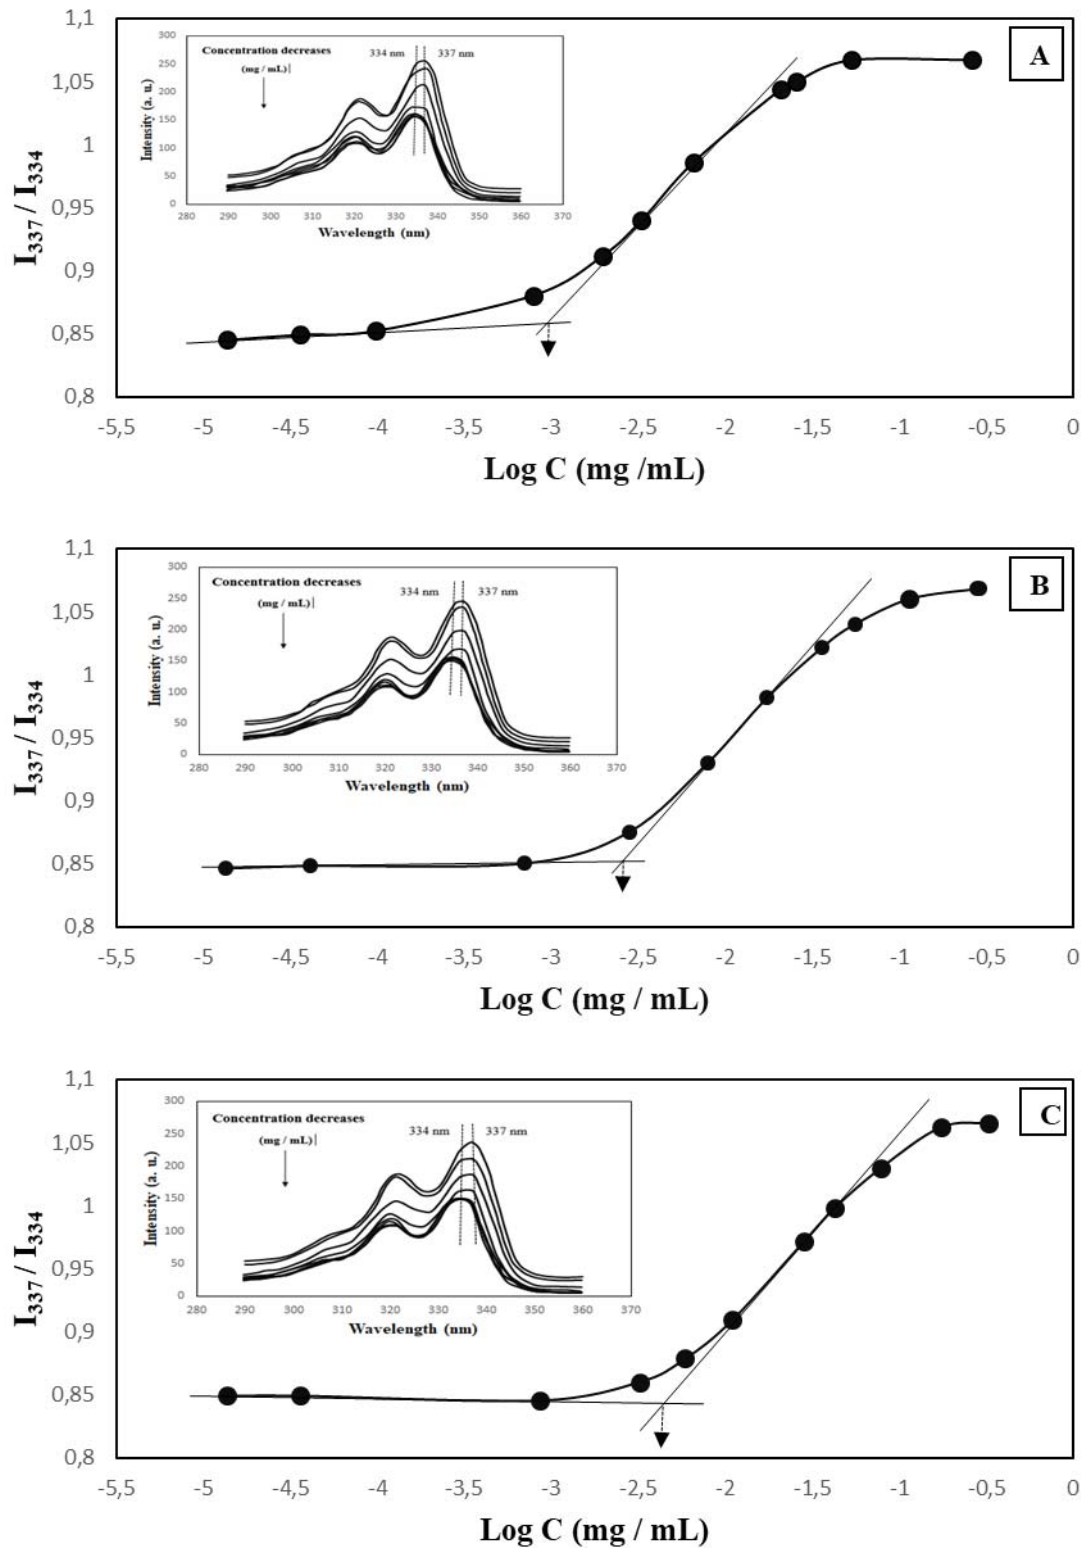 1,1
1,05
1
0,95
0,9
0,85
0,8
I337 / I334
A
300
250
200
150
100
50
0
Intensity (a. u.)
Concentration decreases
(mg / mL)|
334 nm 337 nm
280 290 300 310 320 330 340 350 360 370
Wavelength (nm)
-5,5 -5 -4,5 -4 -3,5 -3 -2,5 -2 -1,5 -1 -0,5 0
Log C (mg /mL)
1,1
1,05
1
0,95
0,9
0,85
0,8
I337 / I334
B
300
250
200
150
100
50
0
Intensity (a. u.)
Concentration decreases
(mg / mL)|
334 nm 337 nm
280 290 300 310 320 330 340 350 360 370
Wavelength (nm)
-5,5 -5 -4,5 -4 -3,5 -3 -2,5 -2 -1,5 -1 -0,5 0
Log C (mg / mL)
1,1
1,05
1
0,95
0,9
0,85
0,8
I337 / I334
C
300
250
200
150
100
50
0
Intensity (a. u.)
Concentration decreases
(mg / mL)|
334 nm 337 nm
280 290 300 310 320 330 340 350 360 370
Wavelength (nm)
-5,5 -5 -4,5 -4 -3,5 -3 -2,5 -2 -1,5 -1 -0,5 0
Log C (mg / mL)